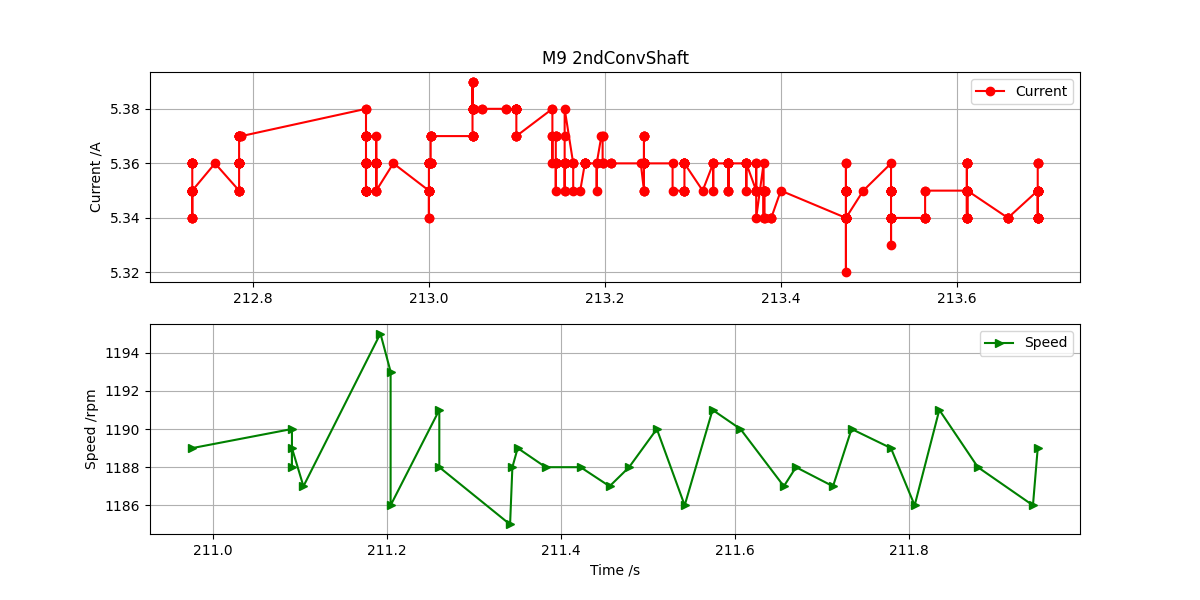 M9 2ndConvShaft
Current /A
5.38
5.36
5.34
5.32
Current
212.8 213.0 213.2 213.4 213.6
Speed /rpm
1194
1192
1190
1188
1186
Speed
211.0 211.2 211.4 211.6 211.8
Time /s